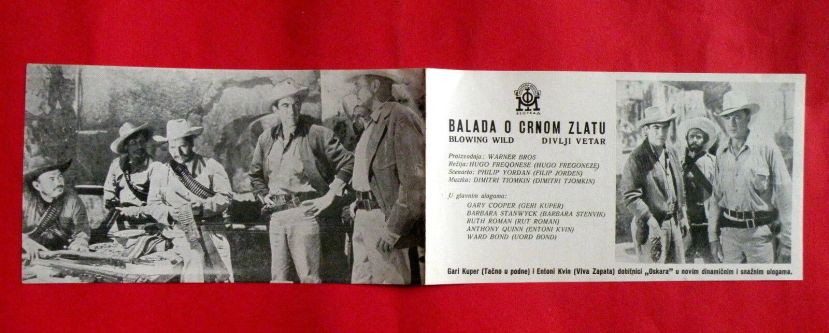 BEOGRAD
BALADA O CRNOM ZLATU
BLOWING WILD DIVLJI VETAR
Proizvodnja: WARNER BROS
Režija: HUGO FREQONESE (HUGO FREGONEZE)
Scenario: PHILIP YORDAN (FILIP JORDEN)
Muzika: DIMITRI TIOMKIN (DIMITRI TJOMKIN)
U glavnim ulogama:
GARY COOPER (GERI KUPER)
BARBARA STANWYCK (BARBARA STENVIK)
RUTH ROMAN (RUT ROMAN)
ANTHONY QUINN (ENTONI KVIN)
WARD BOND (UORD BOND)
Gari Kuper (Tačno u podne) i Entoni Kvin (Viva Zapata) dobitnici „Oskara" u novim dinamičnim i snažnim ulogama.